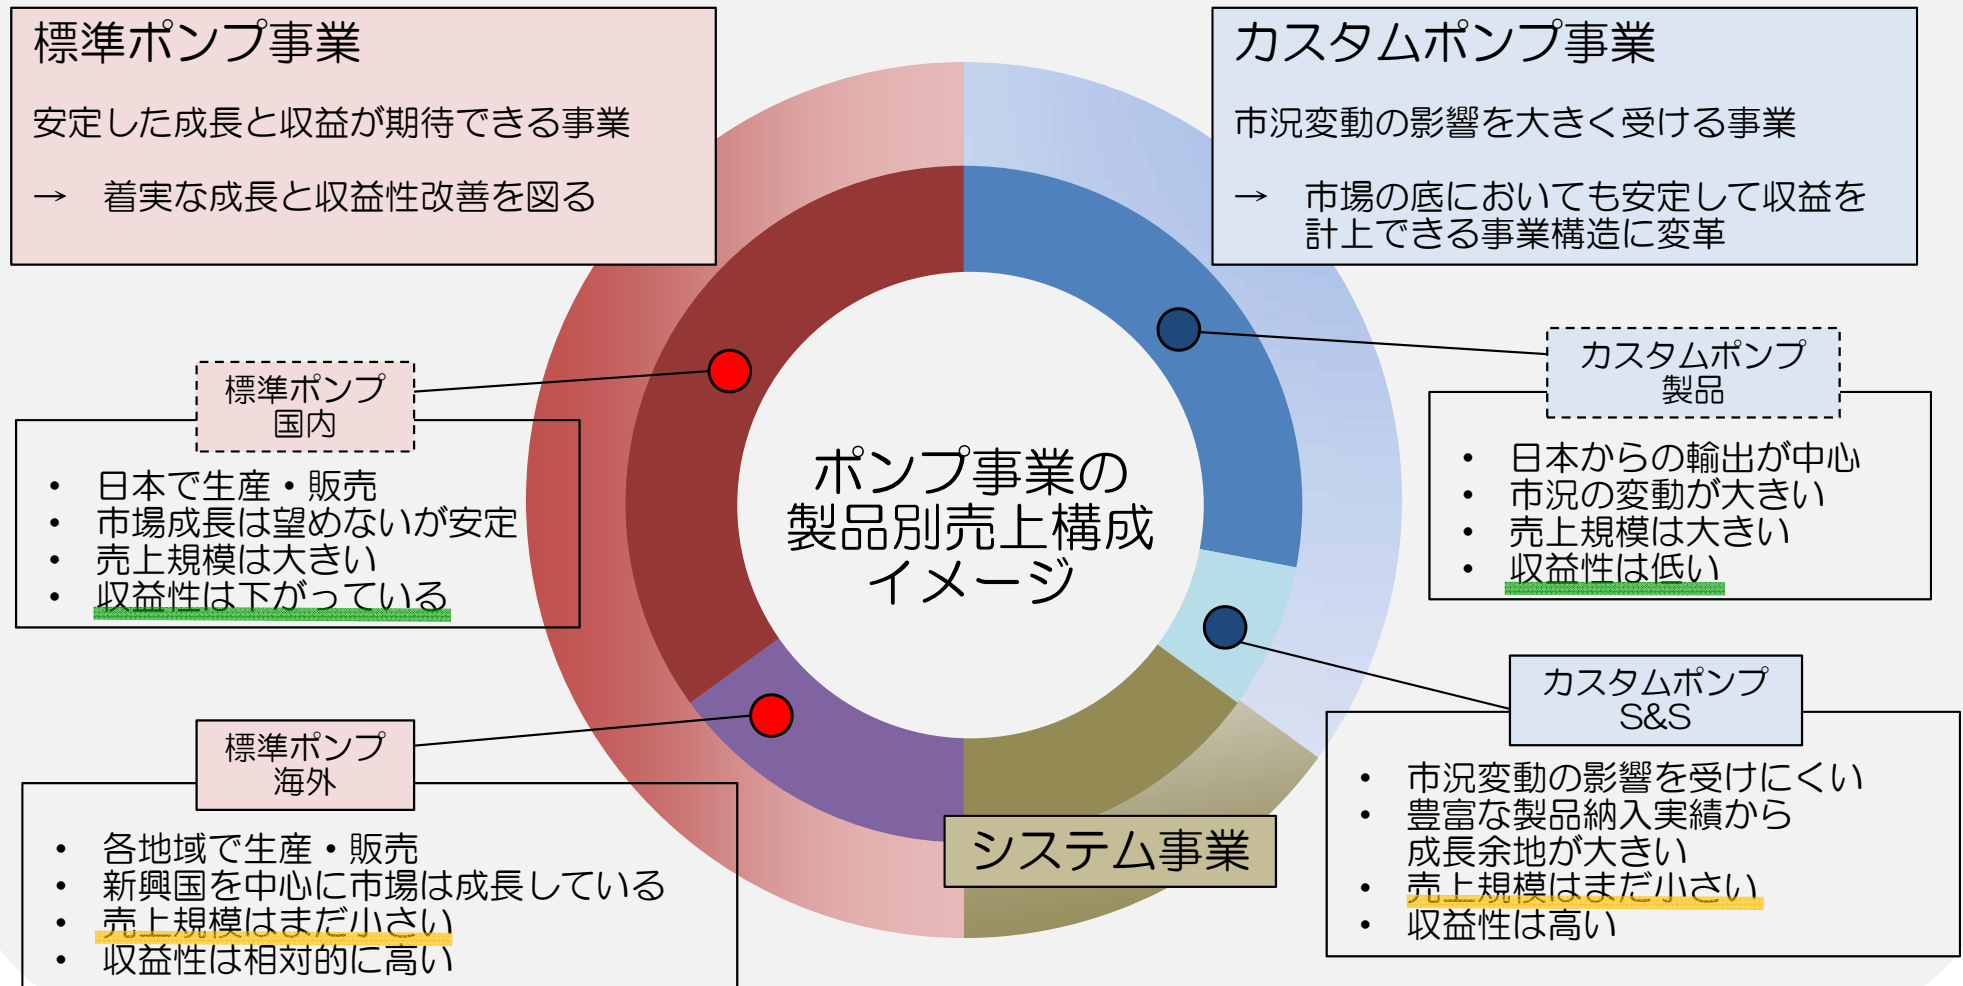 標準ポンプ事業
安定した成長と収益が期待できる事業
→ 着実な成長と収益性改善を図る
カスタムポンプ事業
市況変動の影響を大きく受ける事業
→ 市場の底においても安定して収益を
計上できる事業構造に変革
標準ポンプ
国内
• 日本で生産・販売
• 市場成長は望めないが安定
• 売上規模は大きい
• 収益性は下がっている
ポンプ事業の
製品別売上構成
イメージ
カスタムポンプ
製品
• 日本からの輸出が中心
• 市況の変動が大きい
• 売上規模は大きい
• 収益性は低い
標準ポンプ
海外
• 各地域で生産・販売
• 新興国を中心に市場は成長している
• 売上規模はまだ小さい
• 収益性は相対的に高い
システム事業
カスタムポンプ
S&S
• 市況変動の影響を受けにくい
• 豊富な製品納入実績から
成長余地が大きい
• 売上規模はまだ小さい
• 収益性は高い